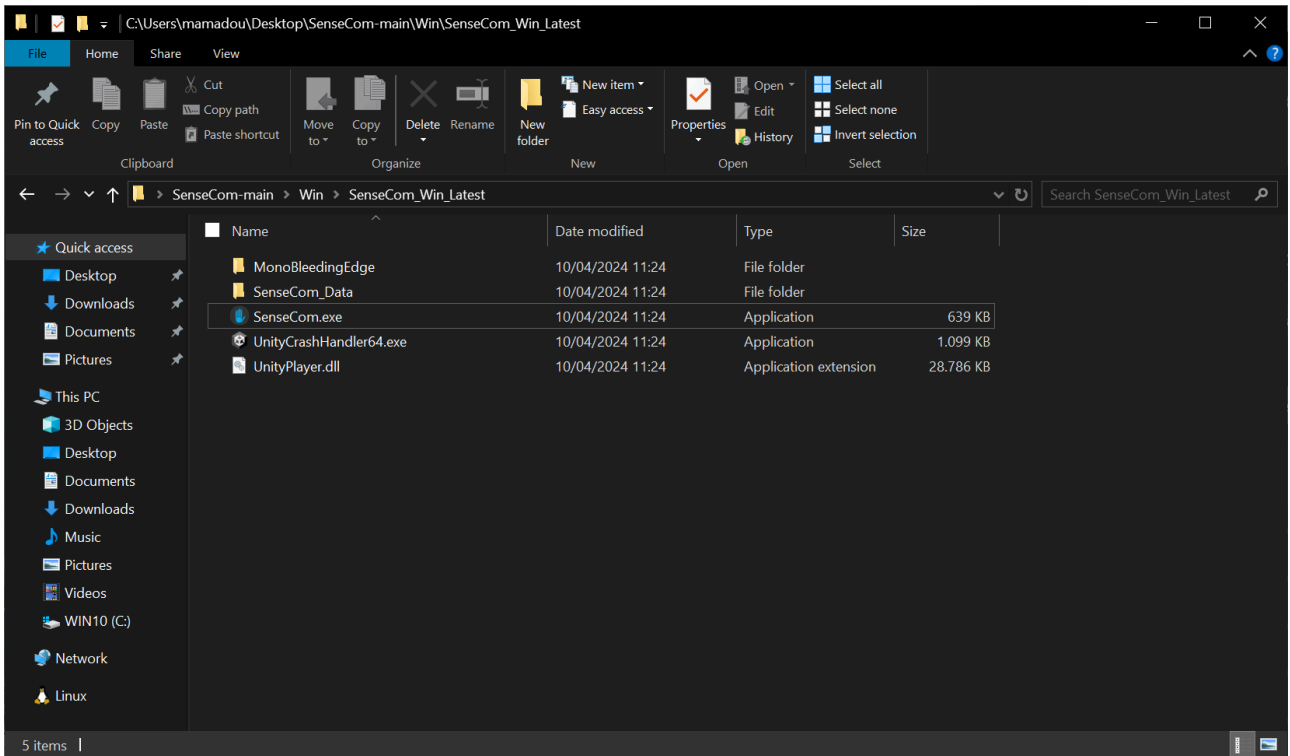 C:\Users\mamadou\Desktop\SenseCom-main\Win\SenseCom_Win_Latest
File Home Share View
Pin to Quick access
Copy
Paste
Cut
Copy path
Paste shortcut
Clipboard
Move to
Copy to
Delete
Rename
Organize
New folder
New item
Easy access
New
Properties
Open
Edit
History
Open
Select all
Select none
Invert selection
Select
SenseCom-main > Win > SenseCom_Win_Latest
Search SenseCom_Win_Latest
Quick access
Desktop
Downloads
Documents
Pictures
This PC
3D Objects
Desktop
Documents
Downloads
Music
Pictures
Videos
WIN10 (C:)
Network
Linux
Name Date modified Type Size
MonoBleedingEdge 10/04/2024 11:24 File folder
SenseCom_Data 10/04/2024 11:24 File folder
SenseCom.exe 10/04/2024 11:24 Application 639 KB
UnityCrashHandler64.exe 10/04/2024 11:24 Application 1.099 KB
UnityPlayer.dll 10/04/2024 11:24 Application extension 28.786 KB
5 items